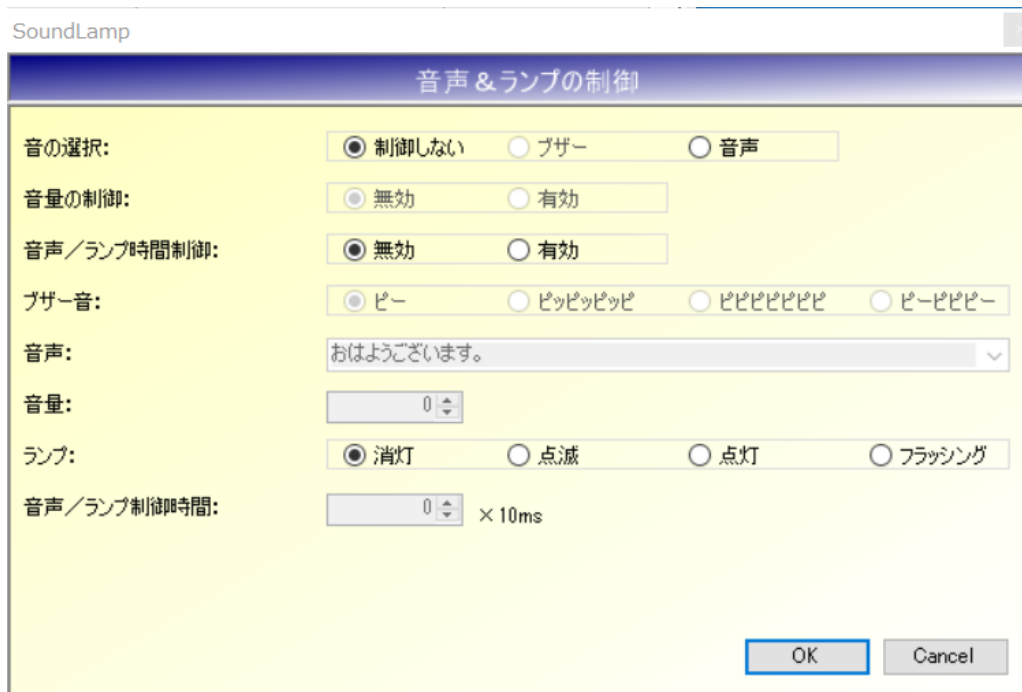 SoundLamp
音声&ランプの制御
音の選択: 制御しない ブザー 音声
音量の制御: 無効 有効
音声/ランプ時間制御: 無効 有効
ブザー音: ピー ピッピッピッピ ピピピピピピピ ピーピピピー
音声: おはようございます。
音量: 0
ランプ: 消灯 点滅 点灯 フラッシング
音声/ランプ制御時間: 0 ×10ms
OK Cancel